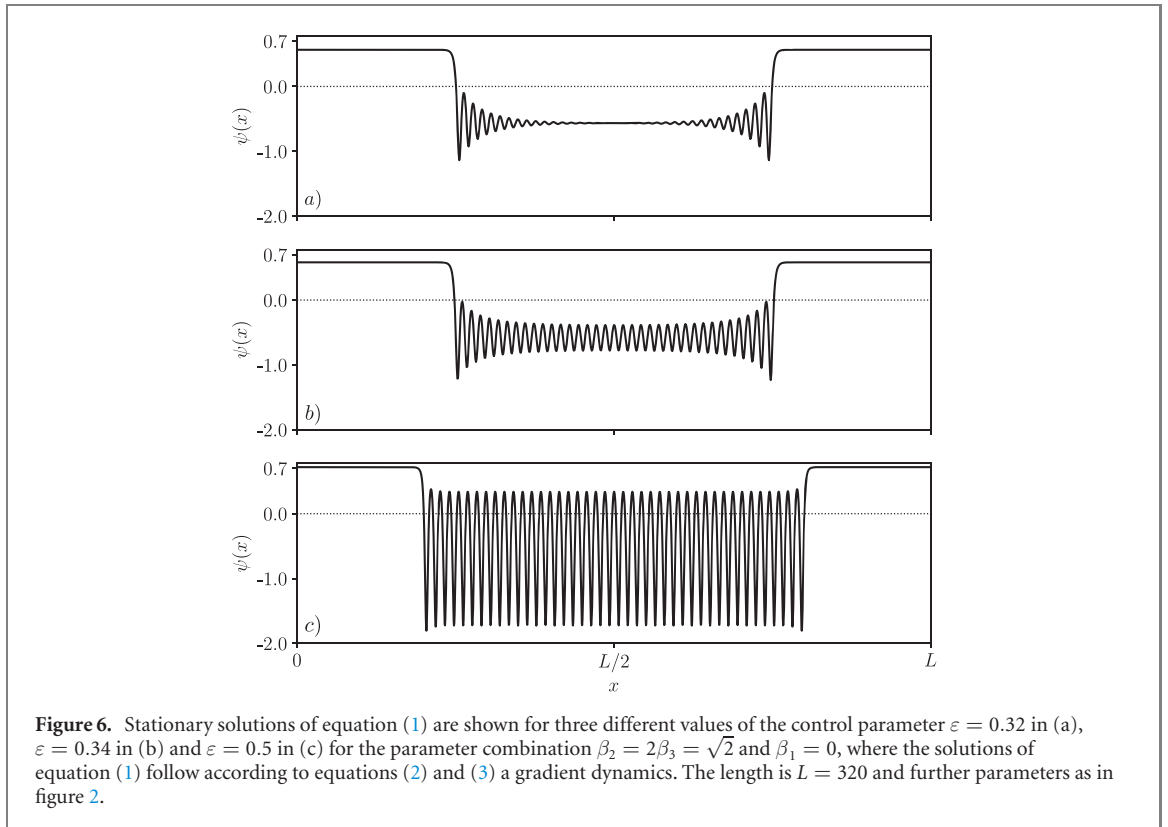 0.7
0.0
-1.0
-2.0
ψ(x)
a)
0.7
0.0
-1.0
-2.0
ψ(x)
b)
0.7
0.0
-1.0
-2.0
ψ(x)
c)
0 L/2 L
x
Figure 6. Stationary solutions of equation (1) are shown for three different values of the control parameter ε = 0.32 in (a),
ε = 0.34 in (b) and ε = 0.5 in (c) for the parameter combination β₂ = 2β₃ = √2 and β₁ = 0, where the solutions of
equation (1) follow according to equations (2) and (3) a gradient dynamics. The length is L = 320 and further parameters as in
figure 2.